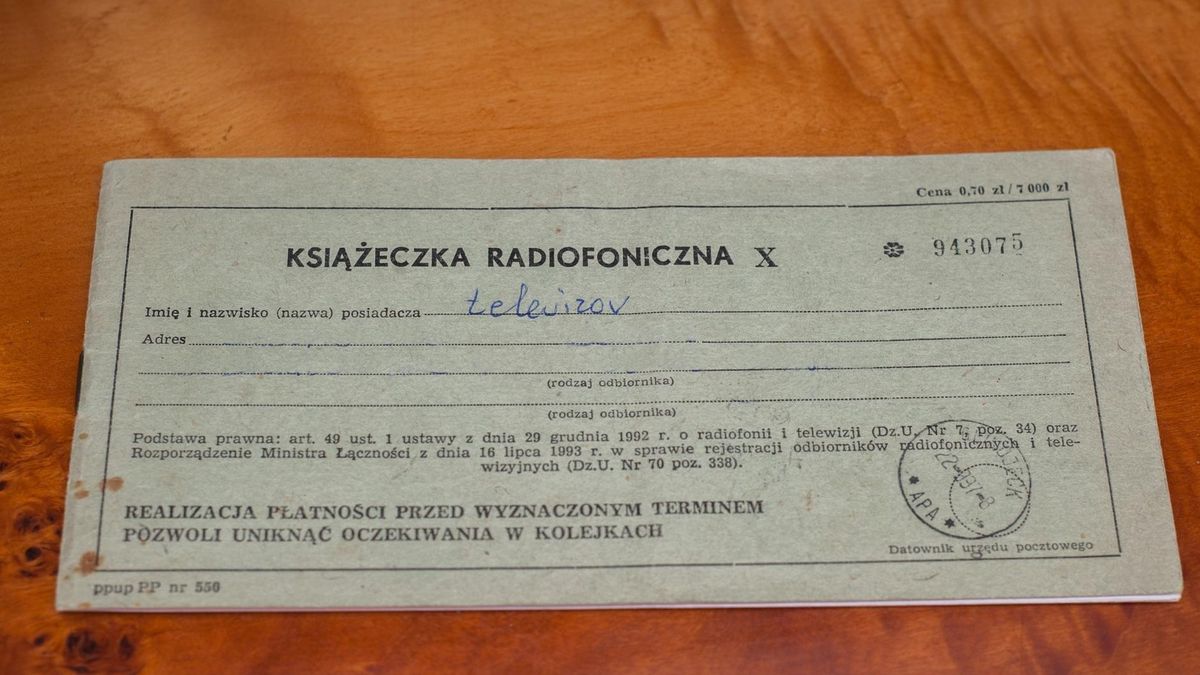 Cena 0,70 zł / 7 000 zł
KSIĄŻECZKA RADIOFONICZNA X
943075
telewizor
Imię i nazwisko (nazwa) posiadacza
Adres
(rodzaj odbiornika)
(rodzaj odbiornika)
Podstawa prawna: art. 49 ust. 1 ustawy z dnia 29 grudnia 1992 r. o radiofonii i telewizji (Dz.U. Nr 7, poz. 34) oraz
Rozporządzenie Ministra Łączności z dnia 16 lipca 1993 r. w sprawie rejestracji odbiorników radiofonicznych i tele-
wizyjnych (Dz.U. Nr 70 poz. 338).
REALIZACJA PŁATNOŚCI PRZED WYZNACZONYM TERMINEM
POZWOLI UNIKNĄĆ OCZEKIWANIA W KOLEJKACH
APA
Datownik urzędu pocztowego
ppup PP nr 550